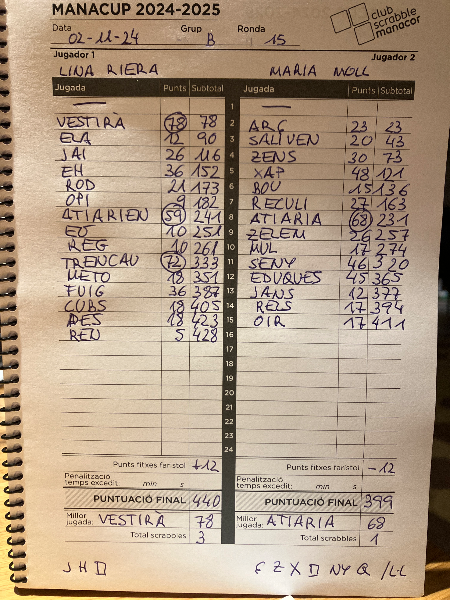 MANACUP 2024-2025
club scrabble manacor
Data 02-11-24 Grup B Ronda 15
Jugador 1 Jugador 2
LINA RIERA MARIA MOLL
Jugada Punts Subtotal Jugada Punts Subtotal
— 1 —
VESTIRÀ 78 78 2 ARÇ 23 23
ELA 12 90 3 SALIVEN 20 43
JAI 26 116 4 ZENS 30 73
EH 36 152 5 XAP 48 121
ROD 21 173 6 BOU 15 136
OPI 9 182 7 RECULI 27 163
ATIARIEN 59 241 8 ATIARIA 68 231
EU 10 251 9 ZELEM 26 257
REG 10 261 10 MUL 17 274
TRENCAU 72 333 11 SENY 46 320
METO 18 351 12 EDUQUES 45 365
FUIG 36 387 13 JANS 12 377
CUBS 18 405 14 RELS 17 394
DES 18 423 15 OIR 17 411
REN 5 428 16
17
18
19
20
21
22
23
24
Punts fitxes faristol +12 Punts fitxes faristol -12
Penalització temps excedit: min s Penalització temps excedit: min s
PUNTUACIÓ FINAL 440 PUNTUACIÓ FINAL 399
Millor jugada: VESTIRÀ 78 Millor jugada: ATIARIA 68
Total scrabbles 3 Total scrabbles 1
J H D Z X D NY Q / LL